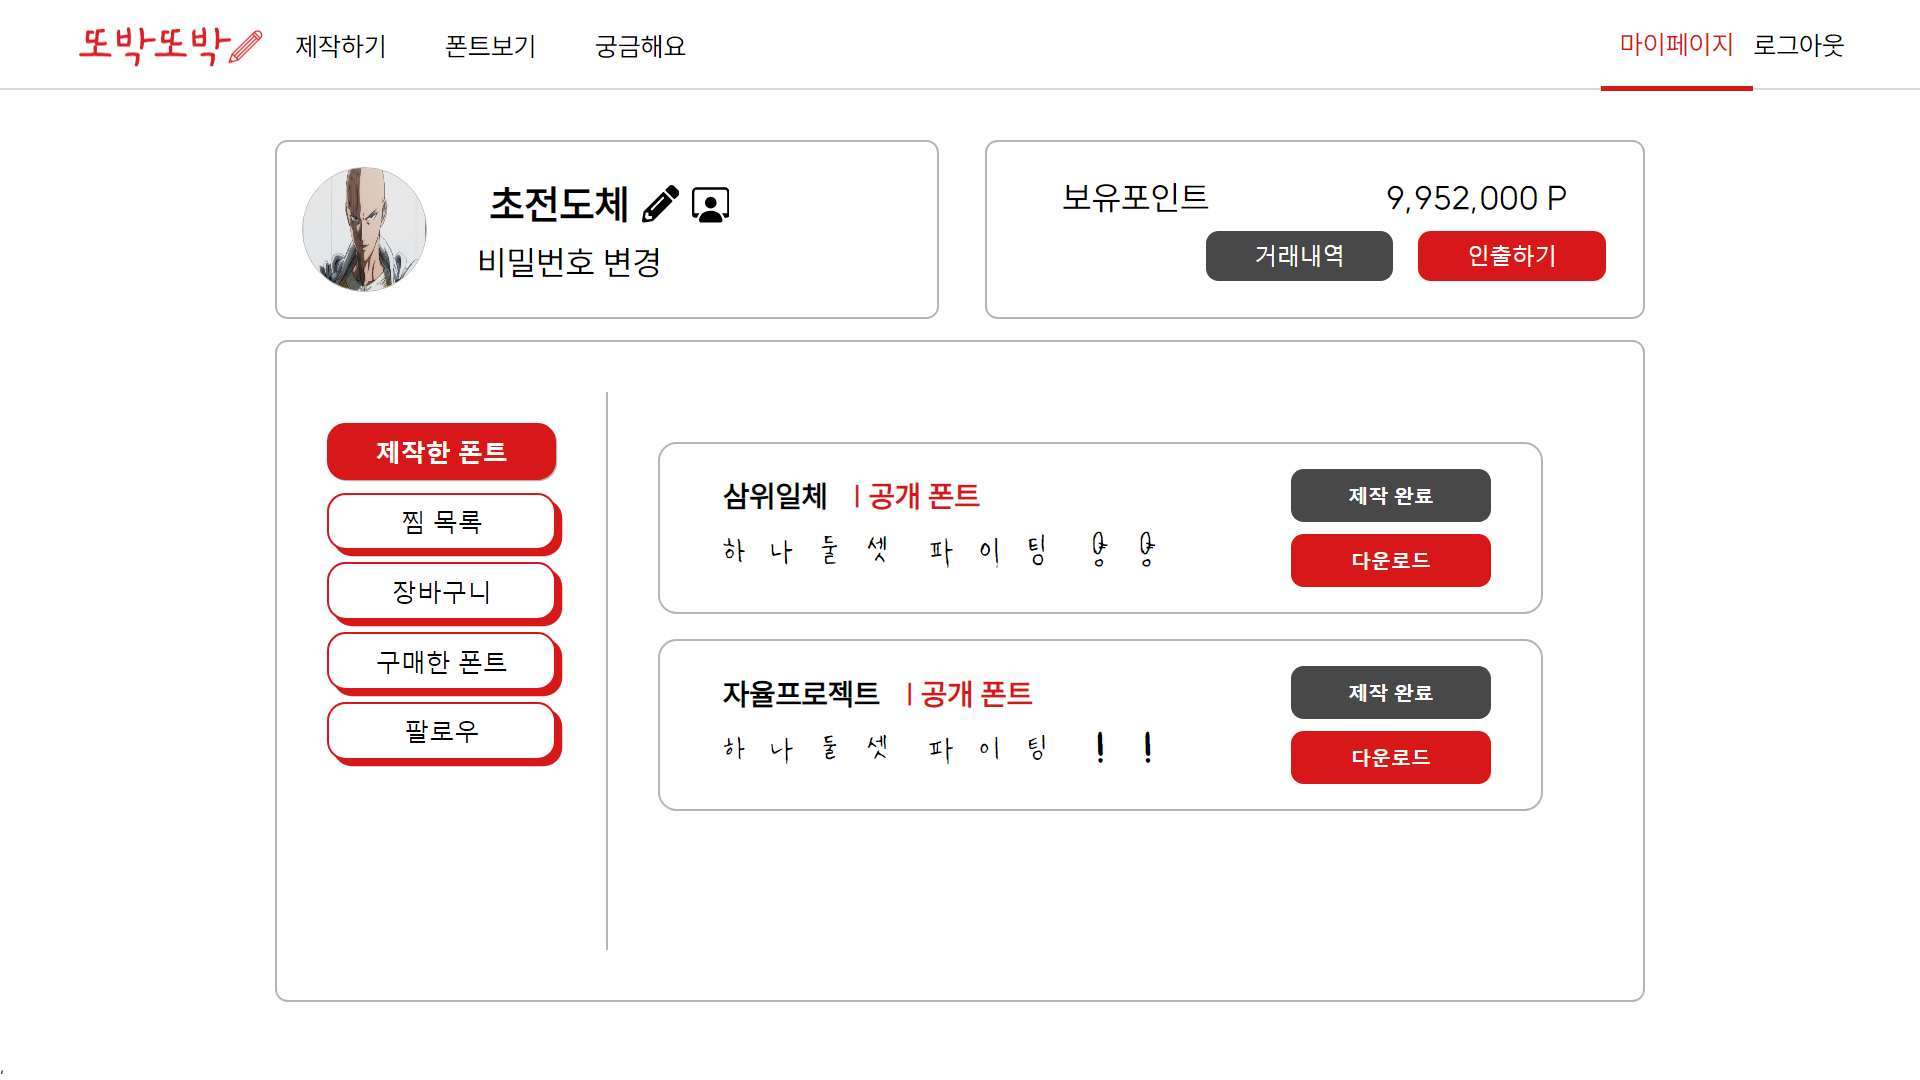 또박또박
제작하기
폰트보기
궁금해요
마이페이지
로그아웃
초전도체
비밀번호 변경
보유포인트
9,952,000 P
거래내역
인출하기
제작한 폰트
찜 목록
장바구니
구매한 폰트
팔로우
삼위일체 | 공개 폰트
하나둘셋 파이팅
제작 완료
다운로드
자율프로젝트 | 공개 폰트
하나둘셋 파이팅!!
제작 완료
다운로드